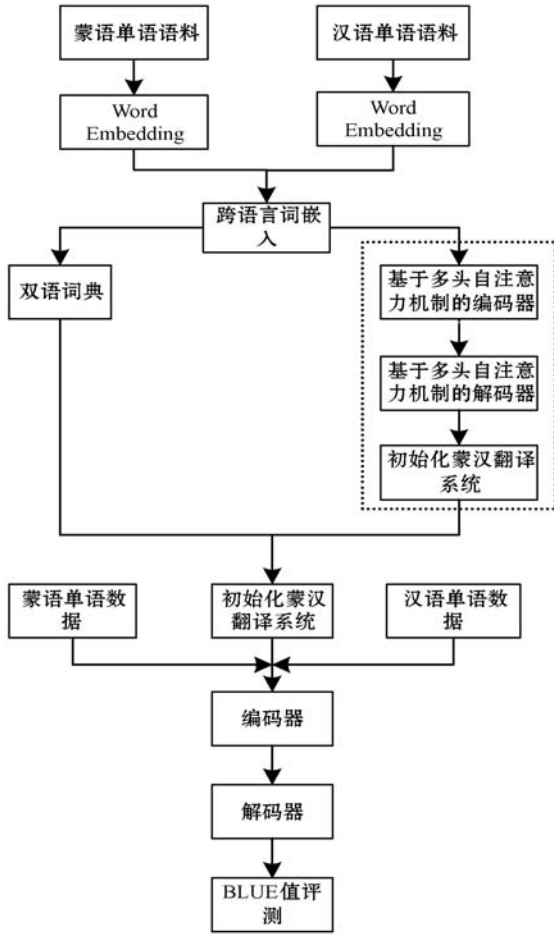 蒙语单语语料
汉语单语语料
Word
Embedding
Word
Embedding
跨语言词嵌
入
双语词典
基于多头自注意
力机制的编码器
基于多头自注意
力机制的解码器
初始化蒙汉翻译
系统
蒙语单语数
据
初始化蒙汉
翻译系统
汉语单语数
据
编码器
解码器
BLUE值评
测